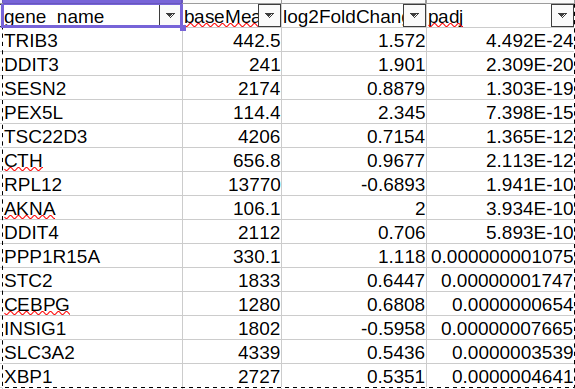 gene_name baseMea log2FoldChang padj
TRIB3 442.5 1.572 4.492E-24
DDIT3 241 1.901 2.309E-20
SESN2 2174 0.8879 1.303E-19
PEX5L 114.4 2.345 7.398E-15
TSC22D3 4206 0.7154 1.365E-12
CTH 656.8 0.9677 2.113E-12
RPL12 13770 -0.6893 1.941E-10
AKNA 106.1 2 3.934E-10
DDIT4 2112 0.706 5.893E-10
PPP1R15A 330.1 1.118 0.000000001075
STC2 1833 0.6447 0.00000001747
CEBPG 1280 0.6808 0.0000000654
INSIG1 1802 -0.5958 0.00000007665
SLC3A2 4339 0.5436 0.0000003539
XBP1 2727 0.5351 0.0000004641